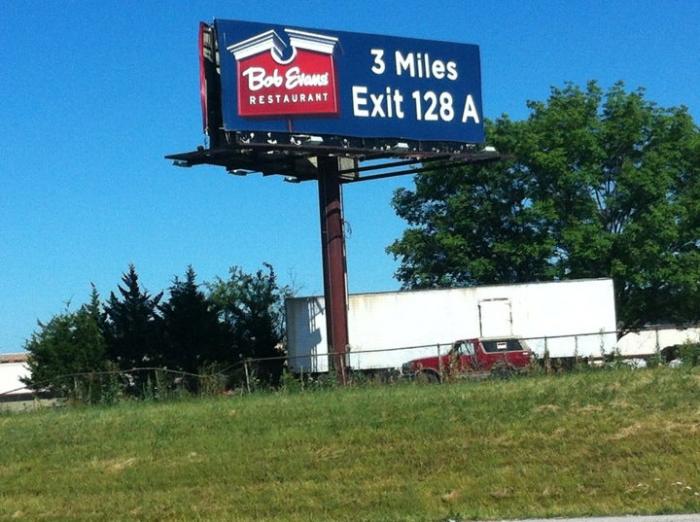 Bob Evans
RESTAURANT
3 Miles
Exit 128 A